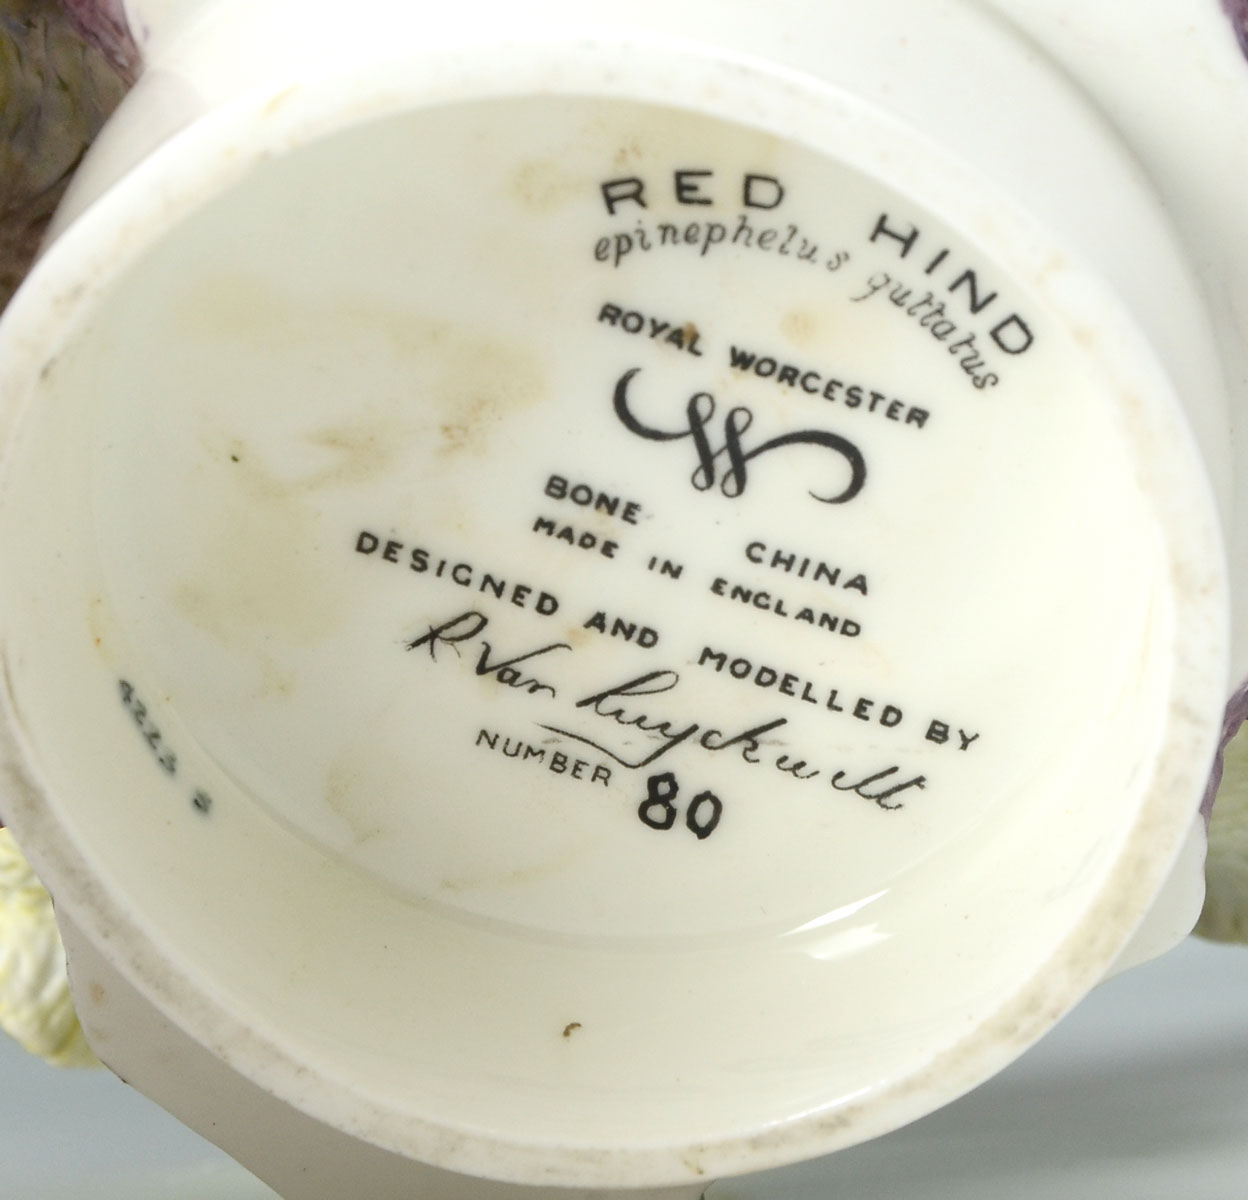 RED HIND
epinephelus guttatus
ROYAL WORCESTER
BONE CHINA
MADE IN ENGLAND
DESIGNED AND MODELLED BY
R. Van Ruyckevelt
NUMBER 80